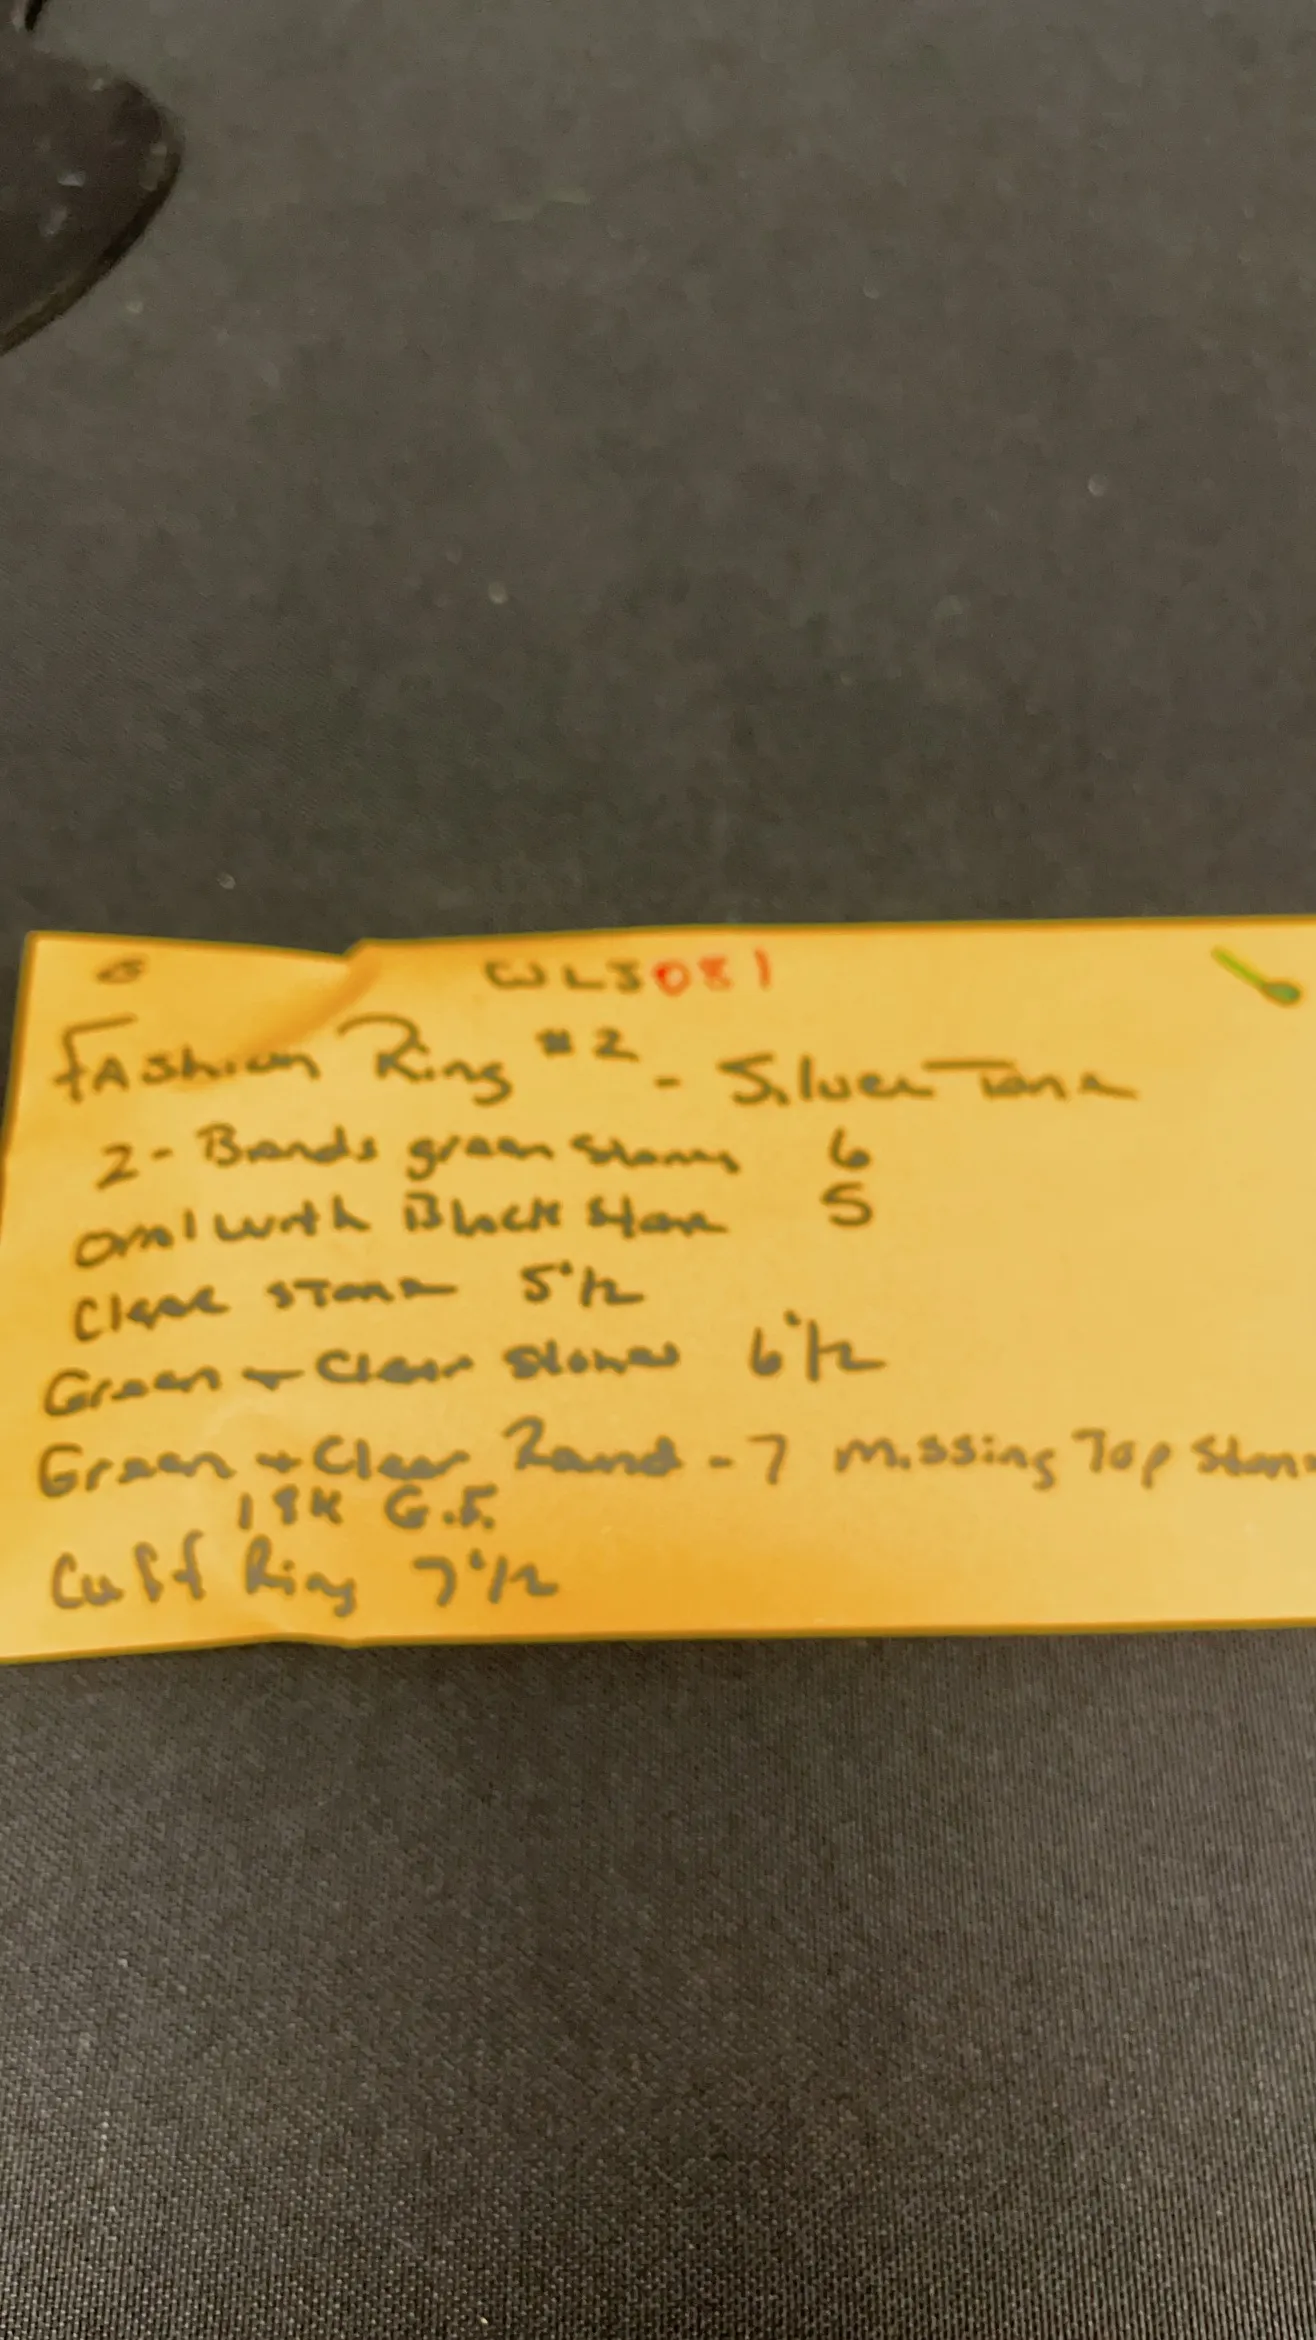 WLJ081
Fashion Ring #2 - Silver Tone
2- Bands green stones 6
oval with Black stone 5
Clear stone 5 1/2
Green + Clear stones 6 1/2
Green + Clear Round - 7 missing Top Stone
18K G.F.
Cuff Ring 7 1/2